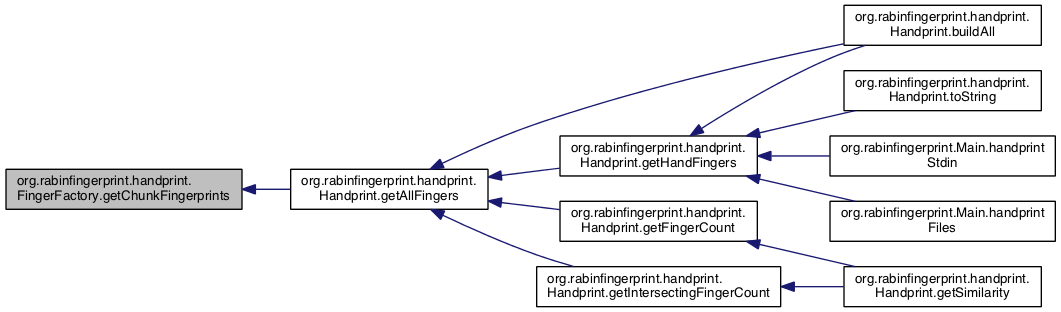 org.rabinfingerprint.handprint.
FingerFactory.getChunkFingerprints
org.rabinfingerprint.handprint.
Handprint.getAllFingers
org.rabinfingerprint.handprint.
Handprint.buildAll
org.rabinfingerprint.handprint.
Handprint.getHandFingers
org.rabinfingerprint.handprint.
Handprint.toString
org.rabinfingerprint.Main.handprint
Stdin
org.rabinfingerprint.Main.handprint
Files
org.rabinfingerprint.handprint.
Handprint.getFingerCount
org.rabinfingerprint.handprint.
Handprint.getIntersectingFingerCount
org.rabinfingerprint.handprint.
Handprint.getSimilarity